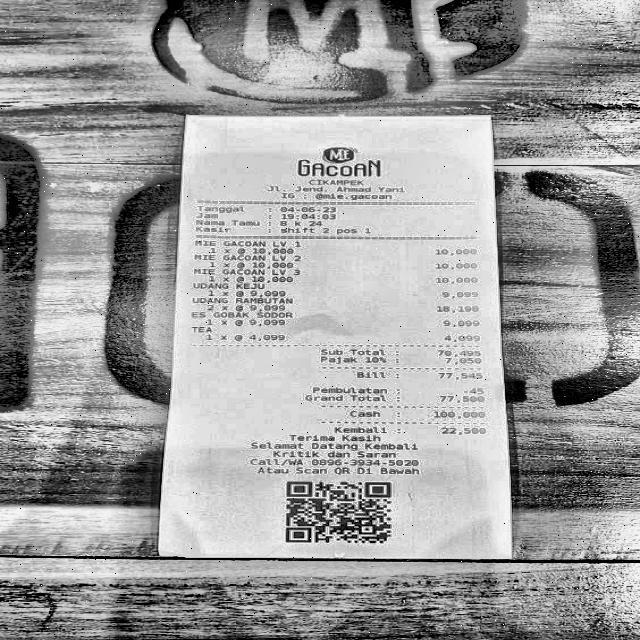 ME
ME
GACOAN
CIKAMPEK
Jl. Jend. Ahmad Yani
IG : @mie.gacoan
Tanggal : 04-06-23
Jam : 19:04:03
Nama Tamu : 8 k 24
Kasir : shift 2 pos 1
MIE GACOAN LV 1
1 x @ 10,000 10,000
MIE GACOAN LV 2
1 x @ 10,000 10,000
MIE GACOAN LV 3
1 x @ 10,000 10,000
UDANG KEJU
1 x @ 9,099 9,099
UDANG RAMBUTAN
2 x @ 9,099 18,198
ES GOBAK SODOR
1 x @ 9,099 9,099
TEA
1 x @ 4,099 4,099
Sub Total : 70,495
Pajak 10% : 7,050
Bill : 77,545
Pembulatan : -45
Grand Total : 77,500
Cash : 100,000
Kembali : 22,500
Terima Kasih
Selamat Datang Kembali
Kritik dan Saran
Call/WA 0896-3934-5020
Atau Scan QR Di Bawah